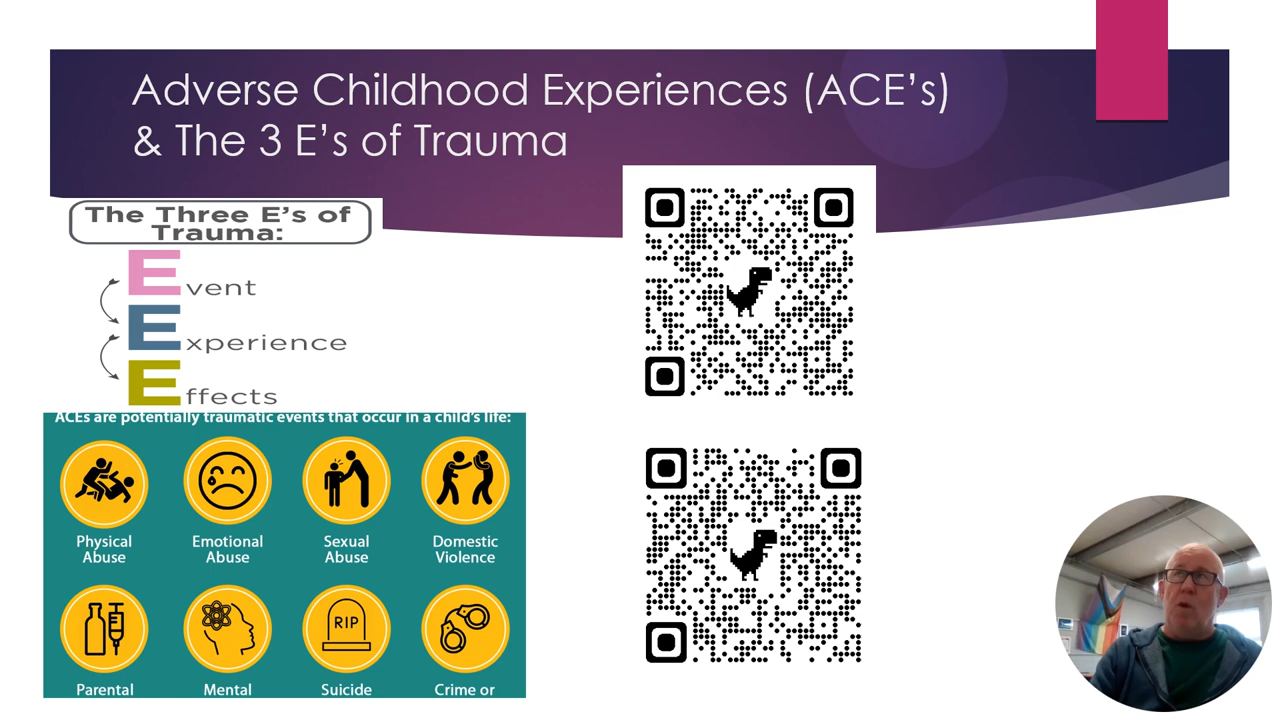 Adverse Childhood Experiences (ACE’s)
& The 3 E’s of Trauma
The Three E’s of
Trauma:
Event
Experience
Effects
ACEs are potentially traumatic events that occur in a child’s life:
Physical
Abuse
Emotional
Abuse
Sexual
Abuse
Domestic
Violence
RIP
Parental
Mental
Suicide
Crime or